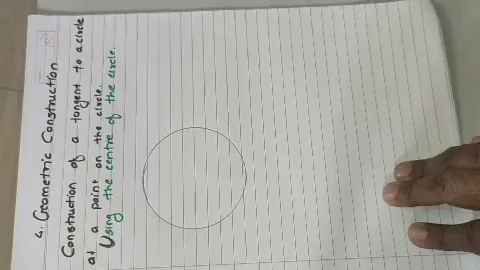 4. Geometric Construction
Construction of a tangent to a circle
at a point on the circle.
Using the centre of the circle.